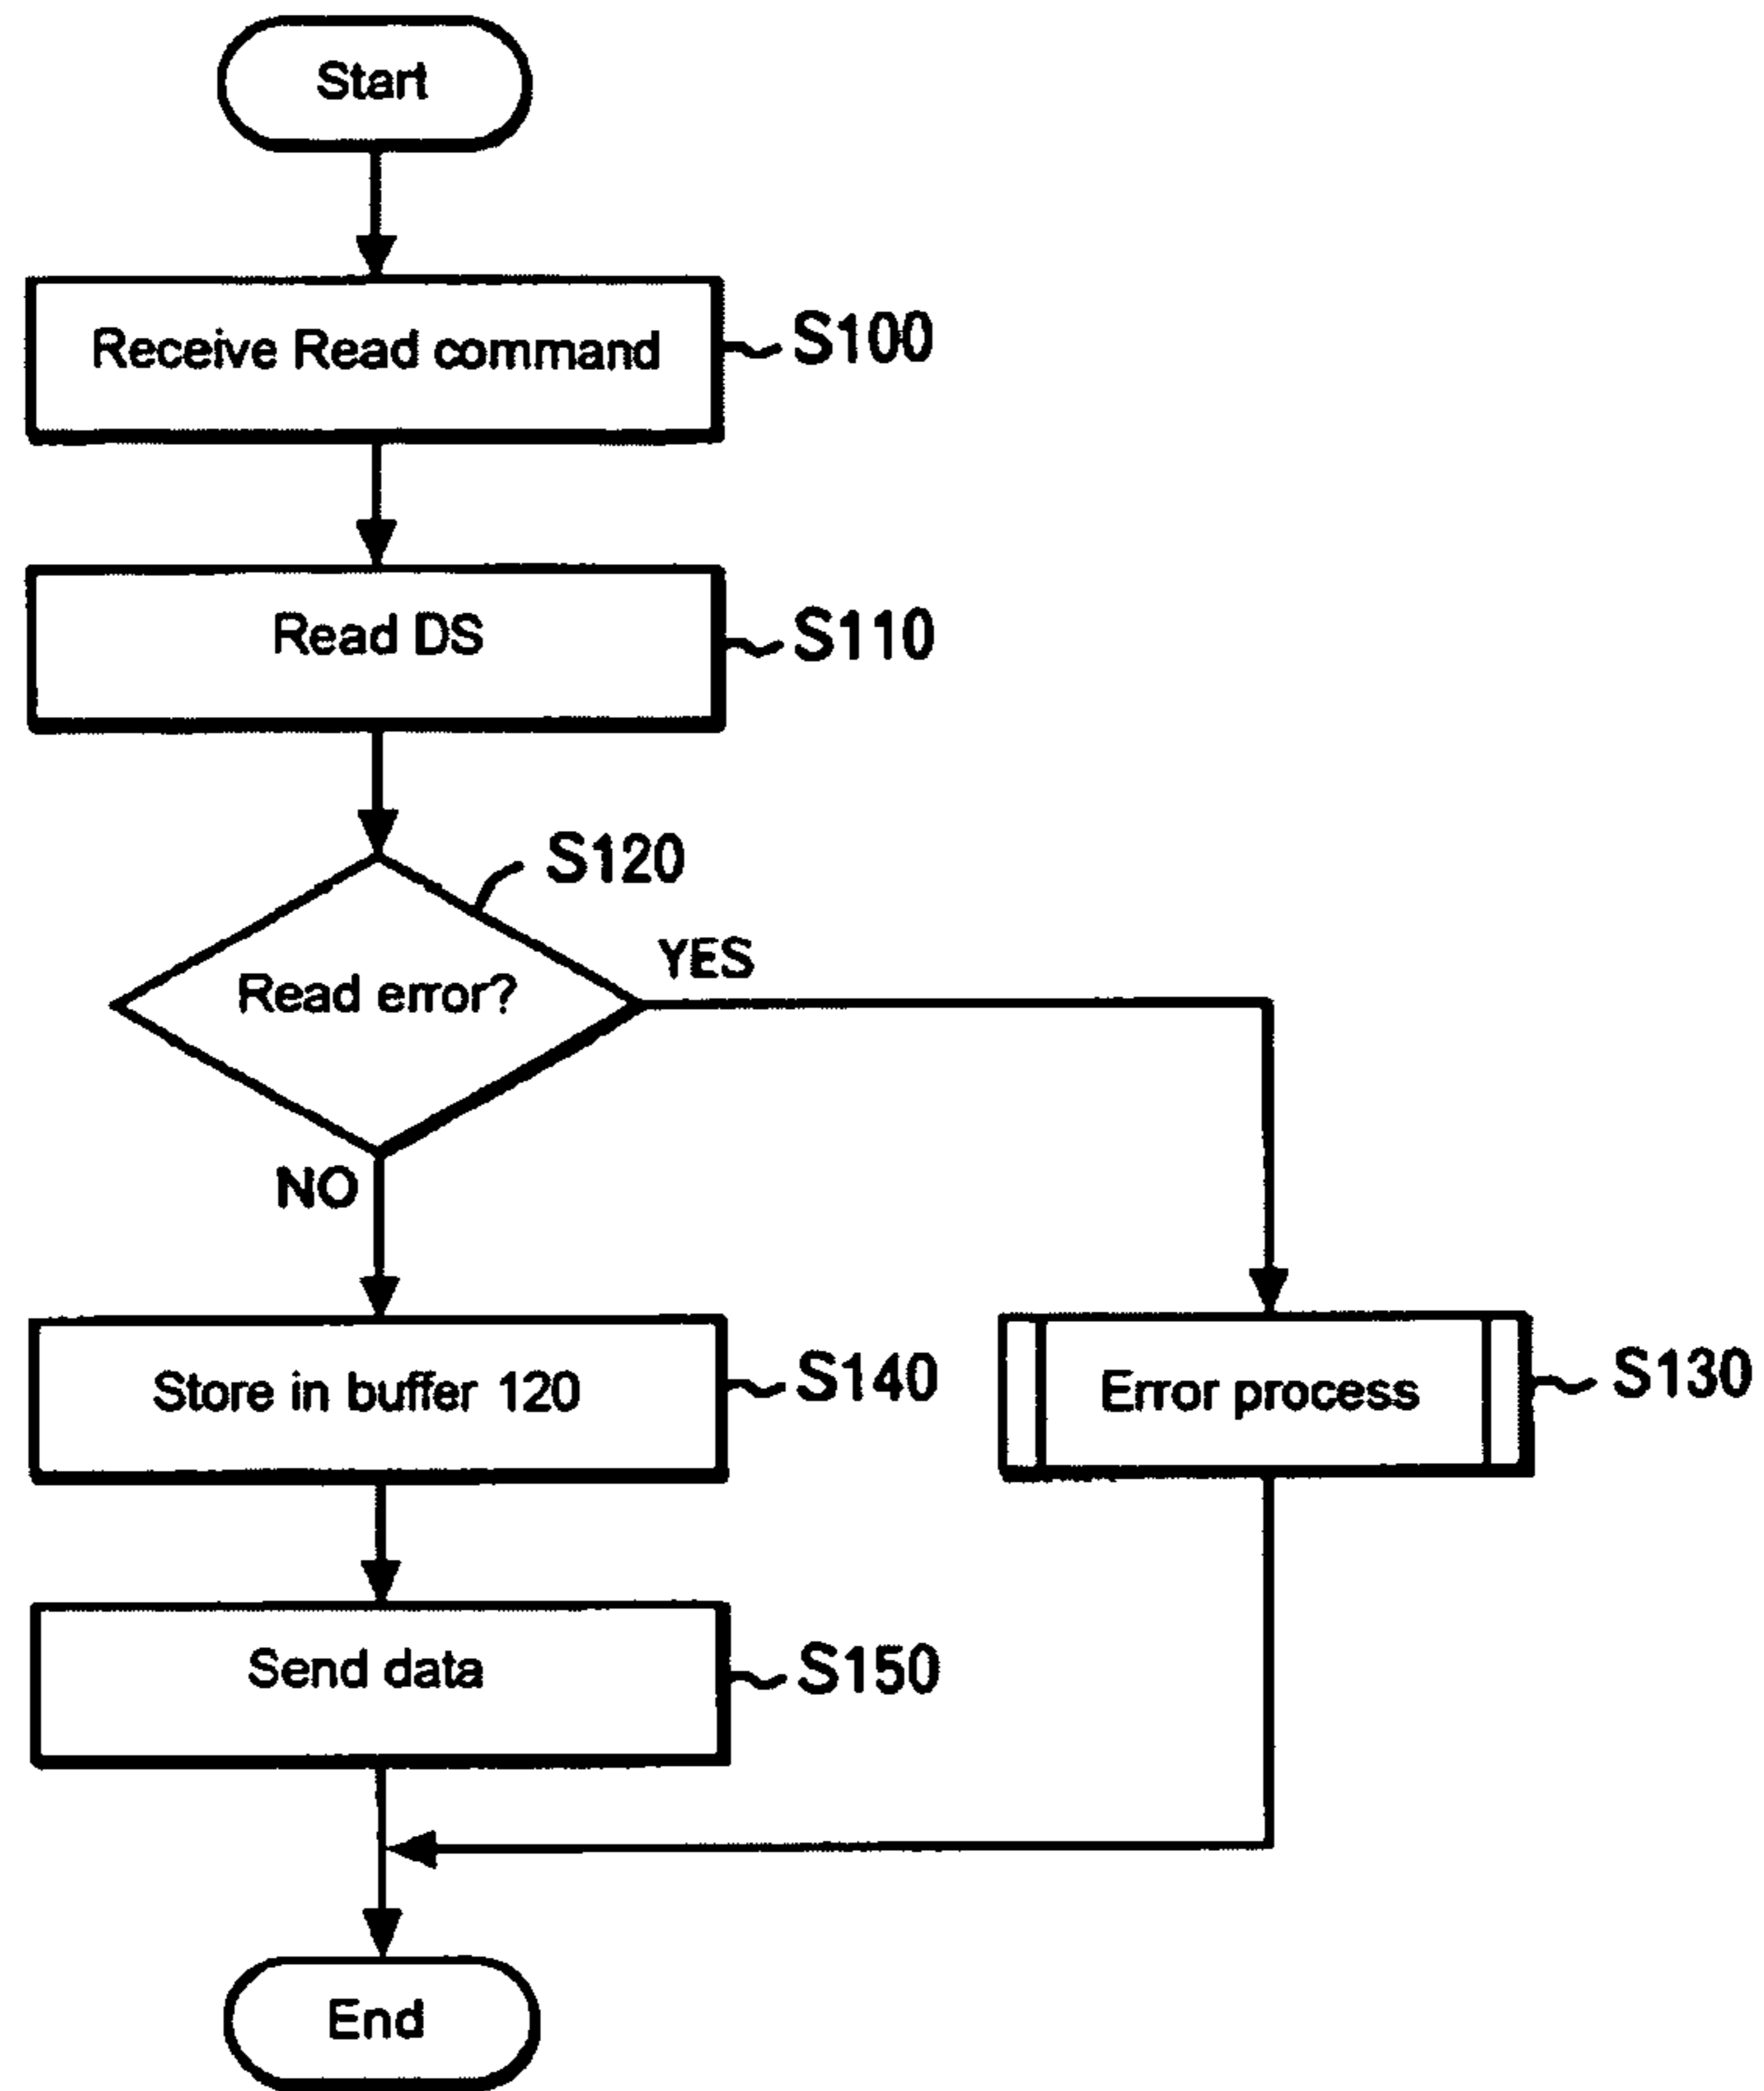 Start
Receive Read command
S100
Read DS
S110
S120
Read error?
YES
NO
Store in buffer 120
S140
Error process
S130
Send data
S150
End